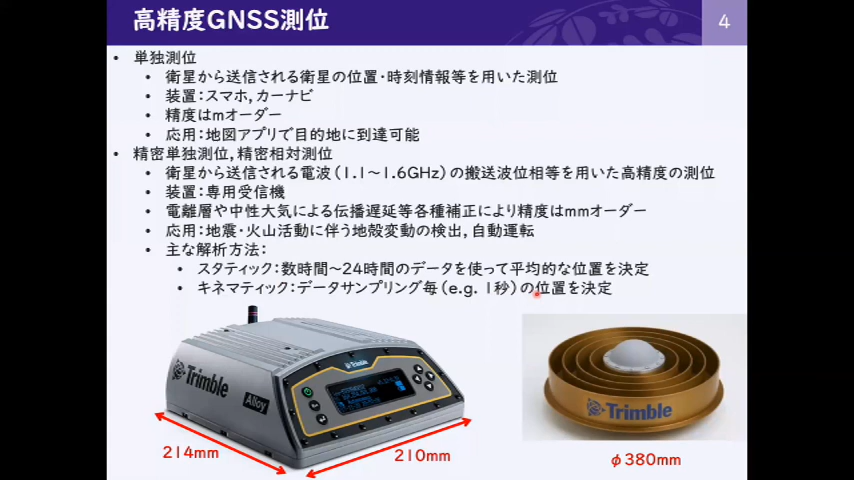 高精度GNSS測位
4
• 単独測位
• 衛星から送信される衛星の位置・時刻情報等を用いた測位
• 装置：スマホ，カーナビ
• 精度はmオーダー
• 応用：地図アプリで目的地に到達可能
• 精密単独測位，精密相対測位
• 衛星から送信される電波（1.1～1.6GHz）の搬送波位相等を用いた高精度の測位
• 装置：専用受信機
• 電離層や中性大気による伝播遅延等各種補正により精度はmmオーダー
• 応用：地震・火山活動に伴う地殻変動の検出，自動運転
• 主な解析方法：
• スタティック：数時間～24時間のデータを使って平均的な位置を決定
• キネマティック：データサンプリング毎（e.g. 1秒）の位置を決定
Trimble
Trimble
Alloy
Trimble
214mm
210mm
φ380mm